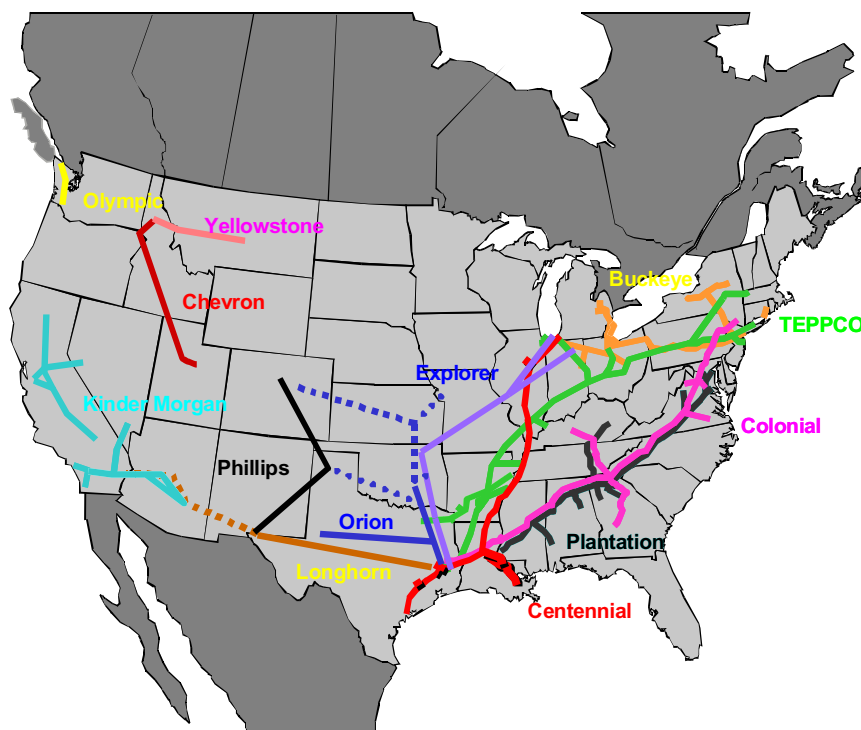 Olympic
Yellowstone
Buckeye
Chevron
TEPPCO
Explorer
Kinder Morgan
Colonial
Phillips
Orion
Plantation
Longhorn
Centennial